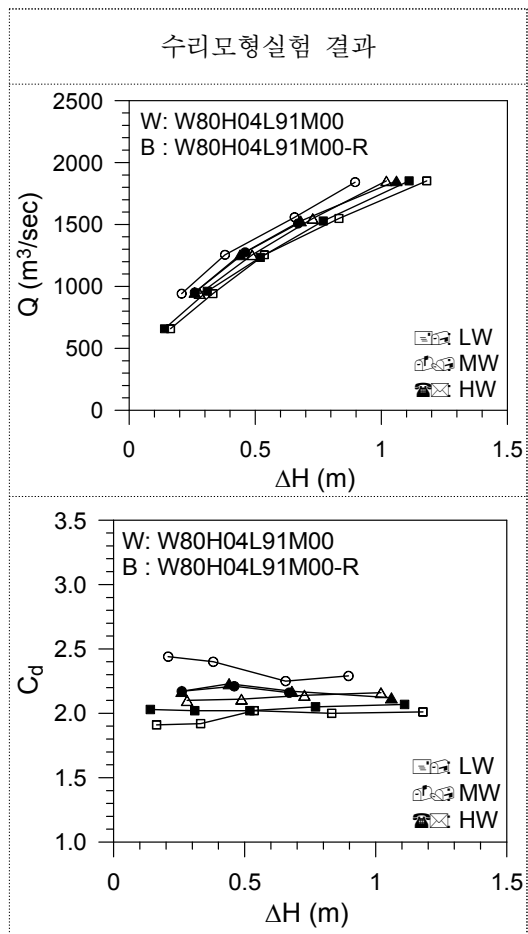 수리모형실험 결과
2500
2000
1500
1000
500
0
Q (m³/sec)
W: W80H04L91M00
B : W80H04L91M00-R
LW
MW
HW
0 0.5 1 1.5
ΔH (m)
3.5
3.0
2.5
2.0
1.5
1.0
C_d
W: W80H04L91M00
B : W80H04L91M00-R
LW
MW
HW
0 0.5 1 1.5
ΔH (m)